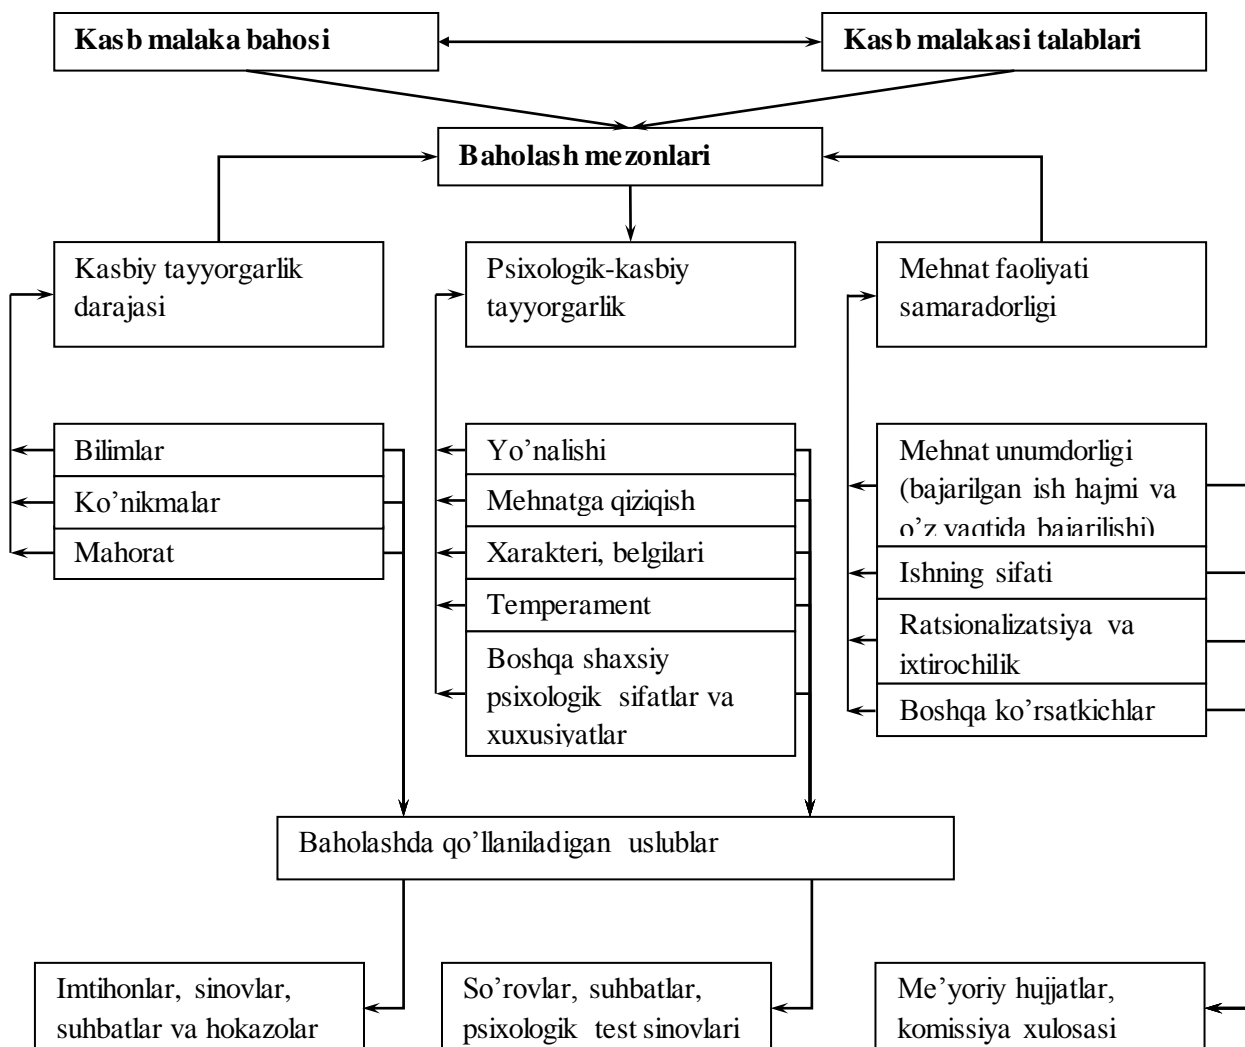 Kasb malaka bahosi
Kasb malakasi talablari
Baholash mezonlari
Kasbiy tayyorgarlik
darajasi
Psixologik-kasbiy
tayyorgarlik
Mehnat faoliyati
samaradorligi
Bilimlar
Ko’nikmalar
Mahorat
Yo’nalishi
Mehnatga qiziqish
Xarakteri, belgilari
Temperament
Boshqa shaxsiy
psixologik sifatlar va
xuxusiyatlar
Mehnat unumdorligi
(bajarilgan ish hajmi va
o’z vaqtida bajarilishi)
Ishning sifati
Ratsionalizatsiya va
ixtirochilik
Boshqa ko’rsatkichlar
Baholashda qo’llaniladigan uslublar
Imtihonlar, sinovlar,
suhbatlar va hokazolar
So’rovlar, suhbatlar,
psixologik test sinovlari
Me’yoriy hujjatlar,
komissiya xulosasi